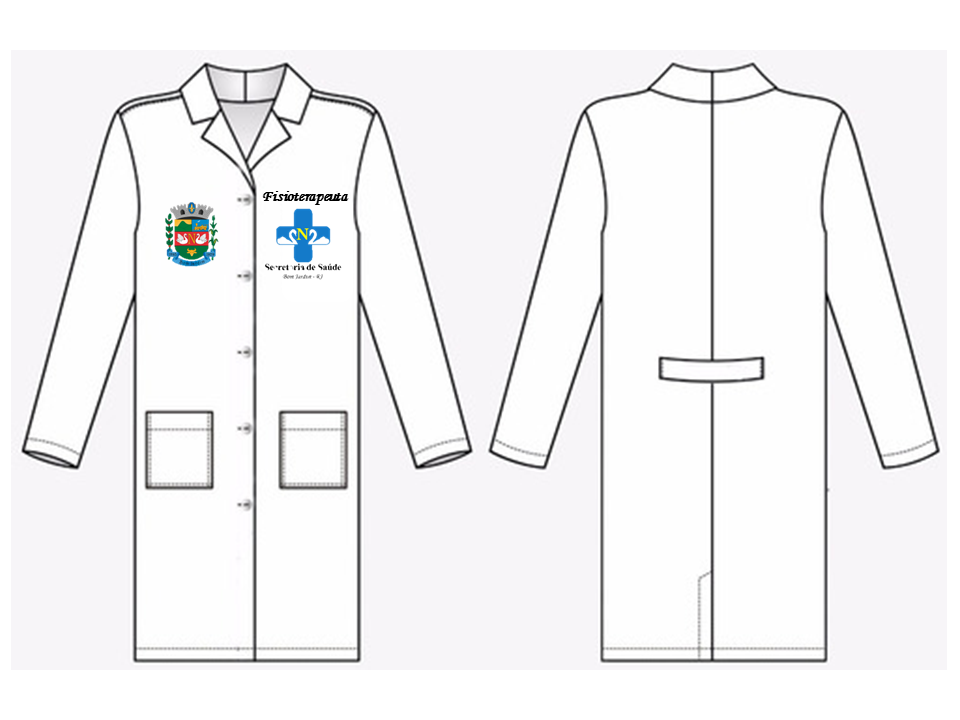 Fisioterapeuta
N
Secretaria de Saúde
Bom Jardim - RJ